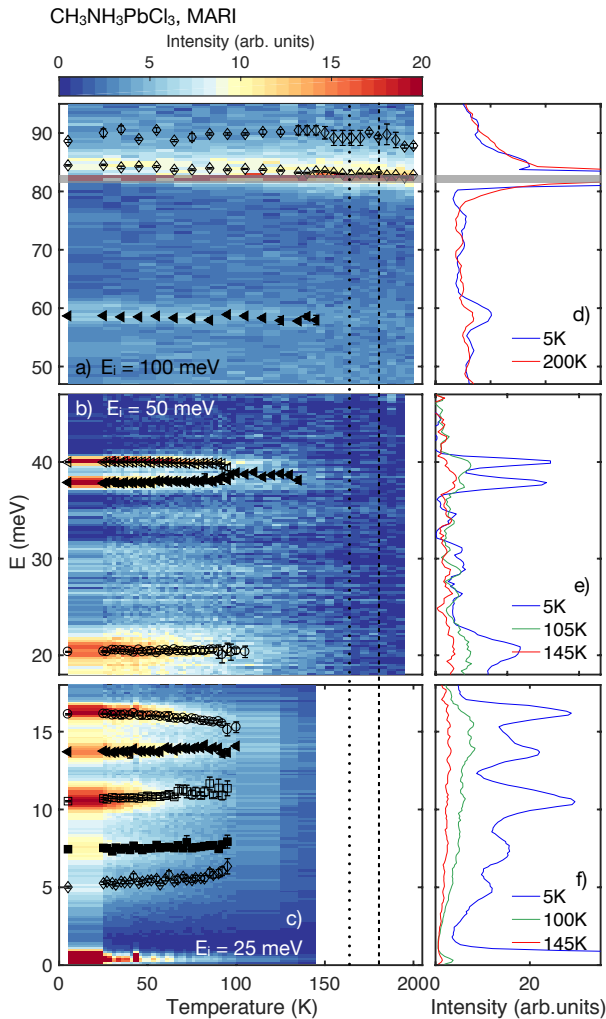 CH₃NH₃PbCl₃, MARI
Intensity (arb. units)
0 5 10 15 20
90
80
70
60
50
a) Eᵢ = 100 meV
d)
5K
200K
b) Eᵢ = 50 meV
40
30
20
E (meV)
e)
5K
105K
145K
15
10
5
0
c)
Eᵢ = 25 meV
f)
5K
100K
145K
0 50 100 150 200
0 20
Temperature (K)
Intensity (arb.units)